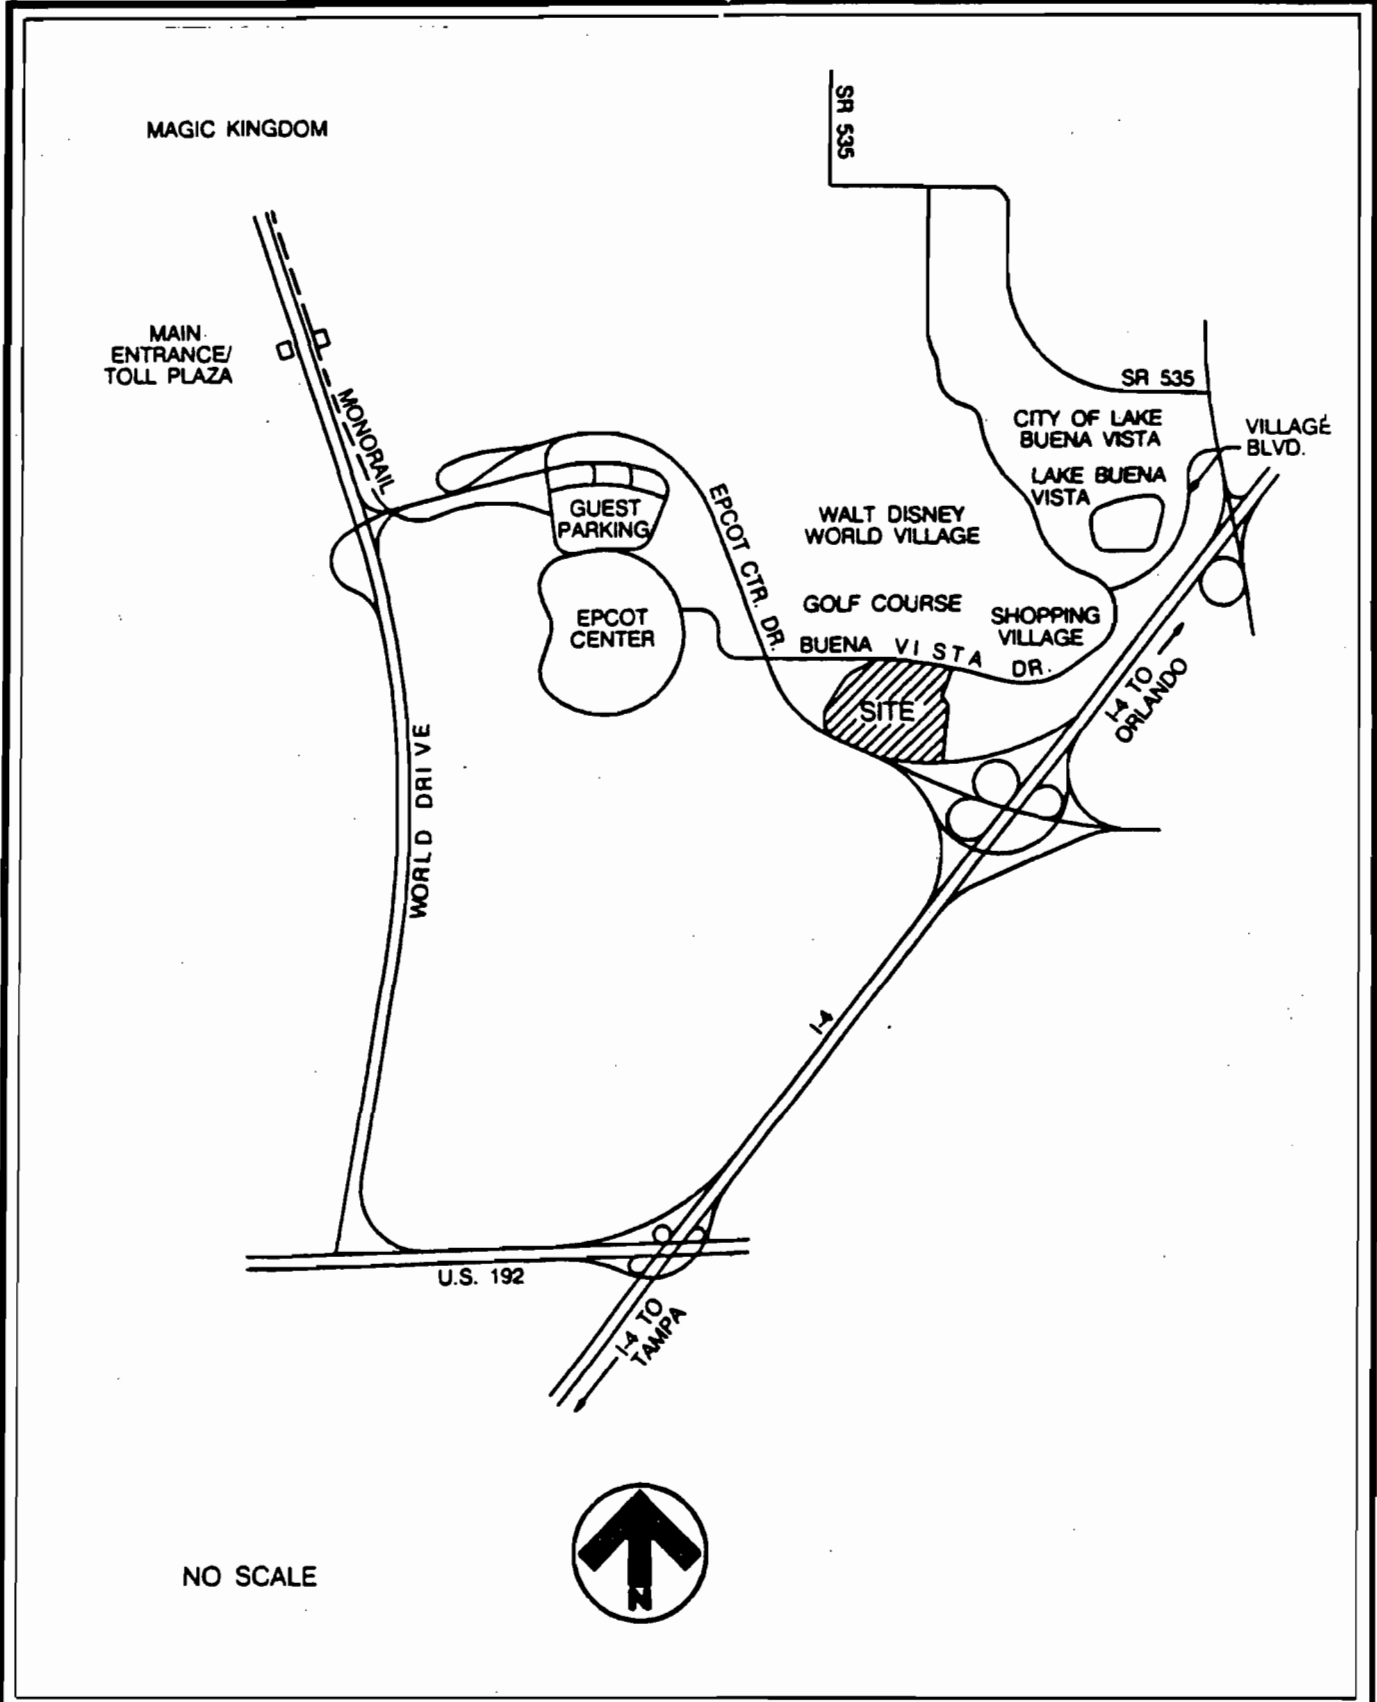 SR 535
MAGIC KINGDOM
MAIN
ENTRANCE/
TOLL PLAZA
MONORAIL
SR 535
CITY OF LAKE
BUENA VISTA
VILLAGE
BLVD.
LAKE BUENA
VISTA
GUEST
PARKING
EPCOT CTR. DR.
WALT DISNEY
WORLD VILLAGE
EPCOT
CENTER
GOLF COURSE
SHOPPING
VILLAGE
BUENA VISTA DR.
SITE
I-4 TO
ORLANDO
WORLD DRIVE
I-4
U.S. 192
I-4 TO
TAMPA
NO SCALE
N